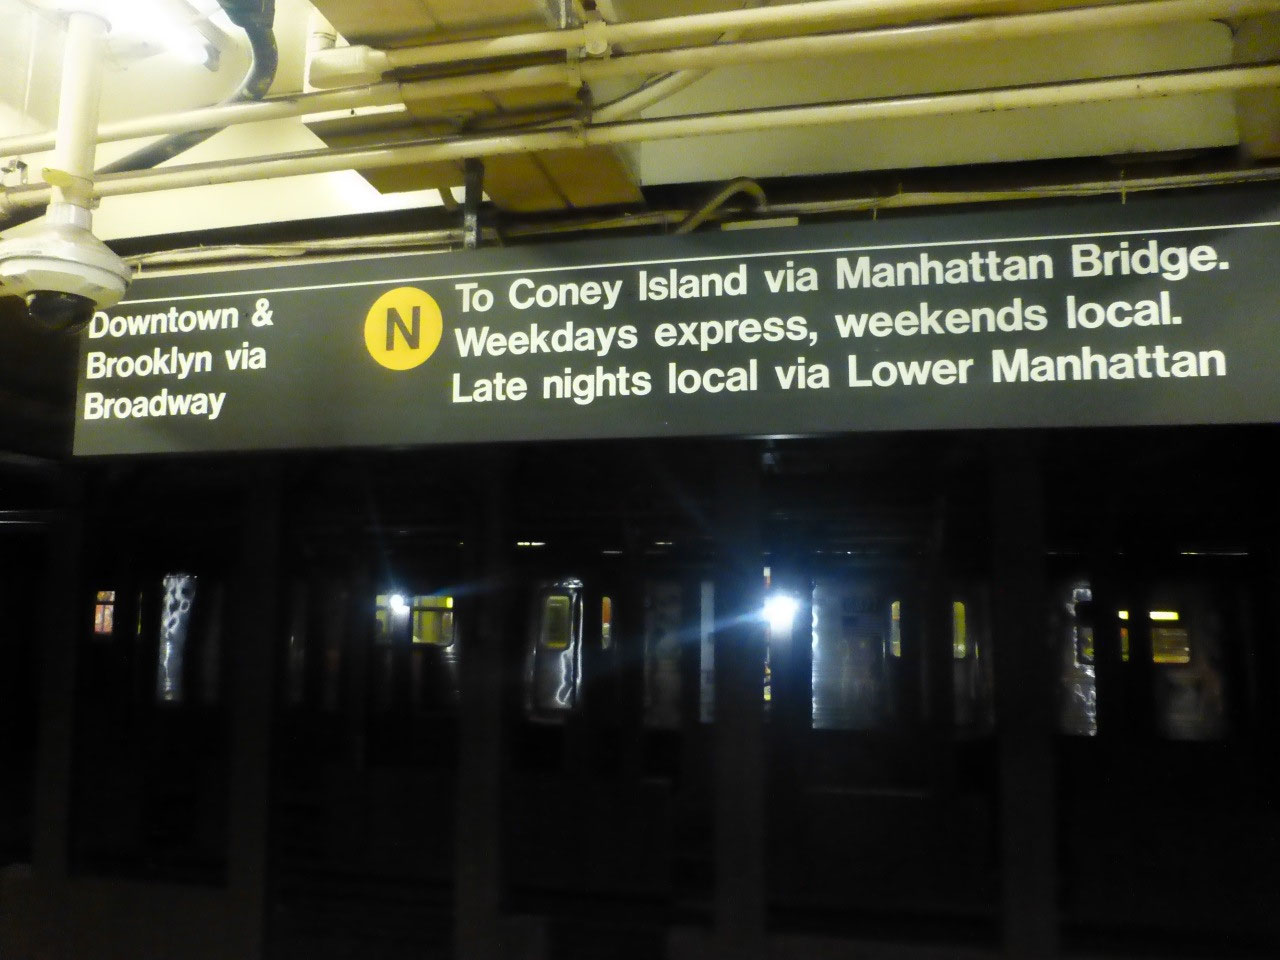 Downtown &
Brooklyn via
Broadway
N
To Coney Island via Manhattan Bridge.
Weekdays express, weekends local.
Late nights local via Lower Manhattan